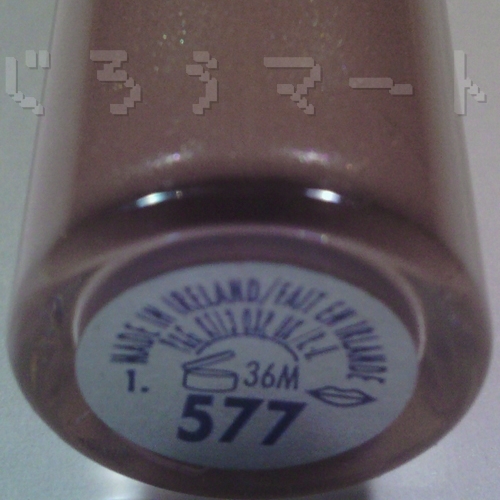 じろうマート
MADE IN IRELAND/FAIT EN IRLANDE
1.
36M
577